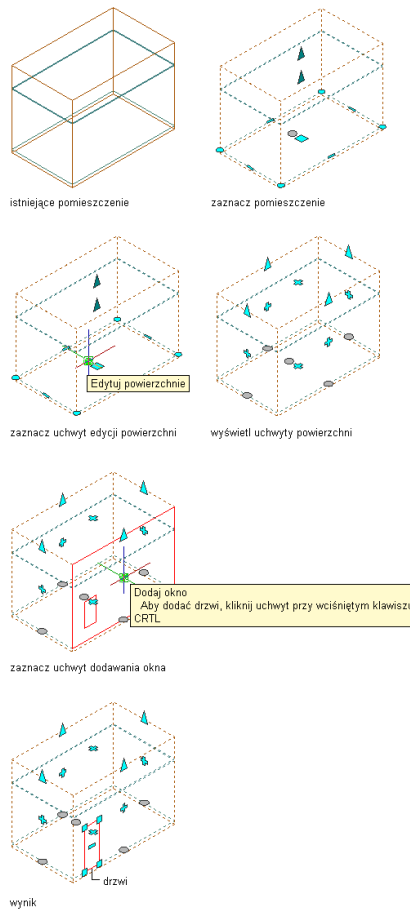 istniejące pomieszczenie
zaznacz pomieszczenie
Edytuj powierzchnie
zaznacz uchwyt edycji powierzchni
wyświetl uchwyty powierzchni
Dodaj okno
Aby dodać drzwi, kliknij uchwyt przy wciśniętym klawiszu
CRTL
zaznacz uchwyt dodawania okna
drzwi
wynik